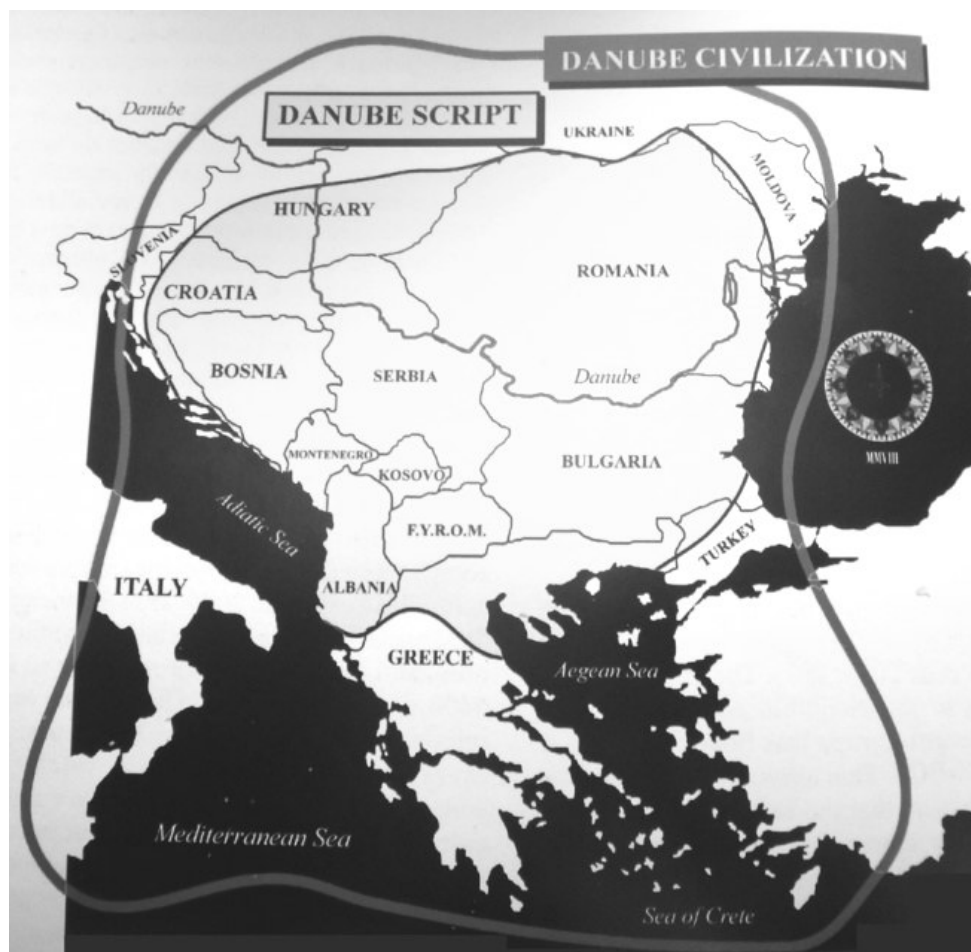 DANUBE CIVILIZATION
Danube
DANUBE SCRIPT
UKRAINE
MOLDOVA
HUNGARY
SLOVENIA
ROMANIA
CROATIA
BOSNIA
SERBIA
Danube
MONTENEGRO
KOSOVO
BULGARIA
MMVIII
Adiatic Sea
F.Y.R.O.M.
TURKEY
ITALY
ALBANIA
GREECE
Aegean Sea
Mediterranean Sea
Sea of Crete